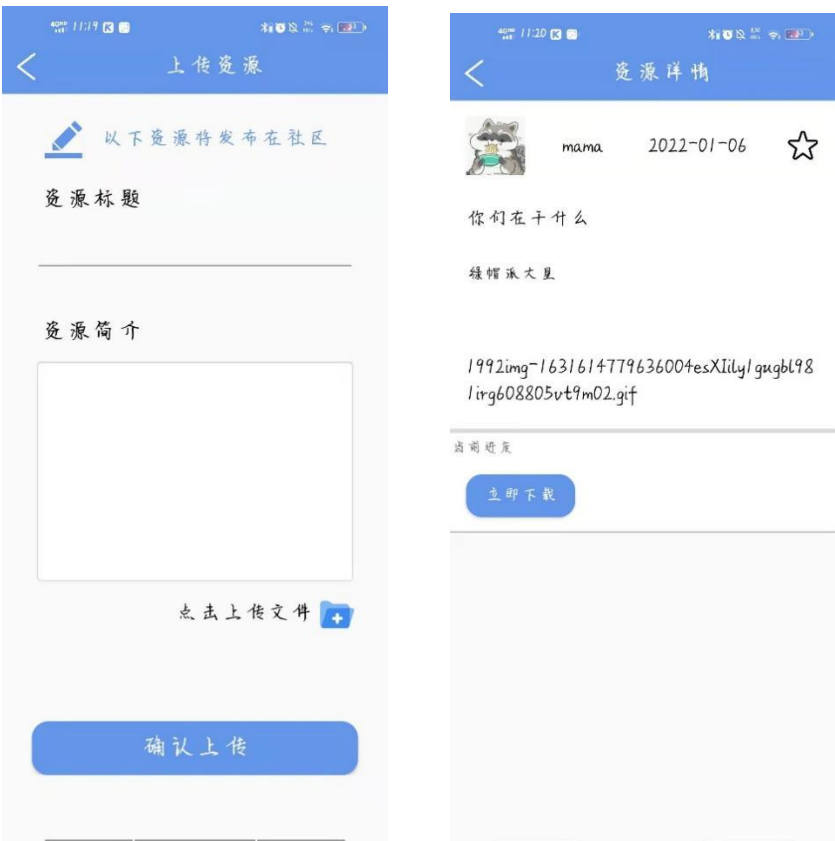 11:19
上传资源
以下资源将发布在社区
资源标题
资源简介
点击上传文件
确认上传
11:20
资源详情
mama 2022-01-06
你们在干什么
绿帽派大星
1992img-1631614779636004esXIily1gugbl98
1irg608805vt9m02.gif
当前进度
立即下载